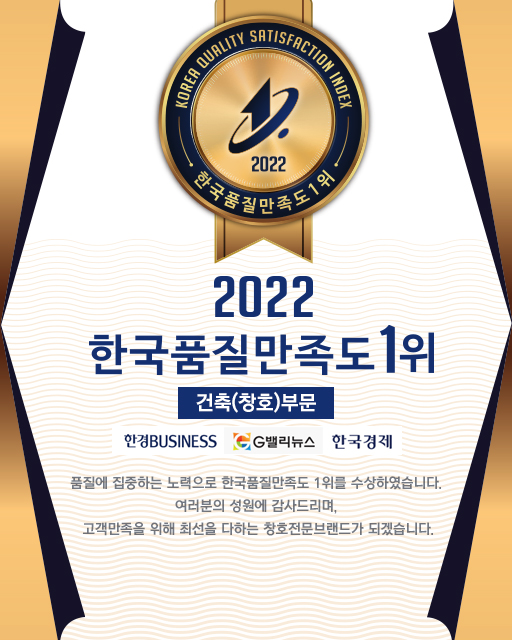 KOREA QUALITY SATISFACTION INDEX
2022
한국품질만족도1위
2022
한국품질만족도1위
건축(창호)부문
한경BUSINESS G밸리뉴스 한국경제
품질에 집중하는 노력으로 한국품질만족도 1위를 수상하였습니다.
여러분의 성원에 감사드리며,
고객만족을 위해 최선을 다하는 창호전문브랜드가 되겠습니다.